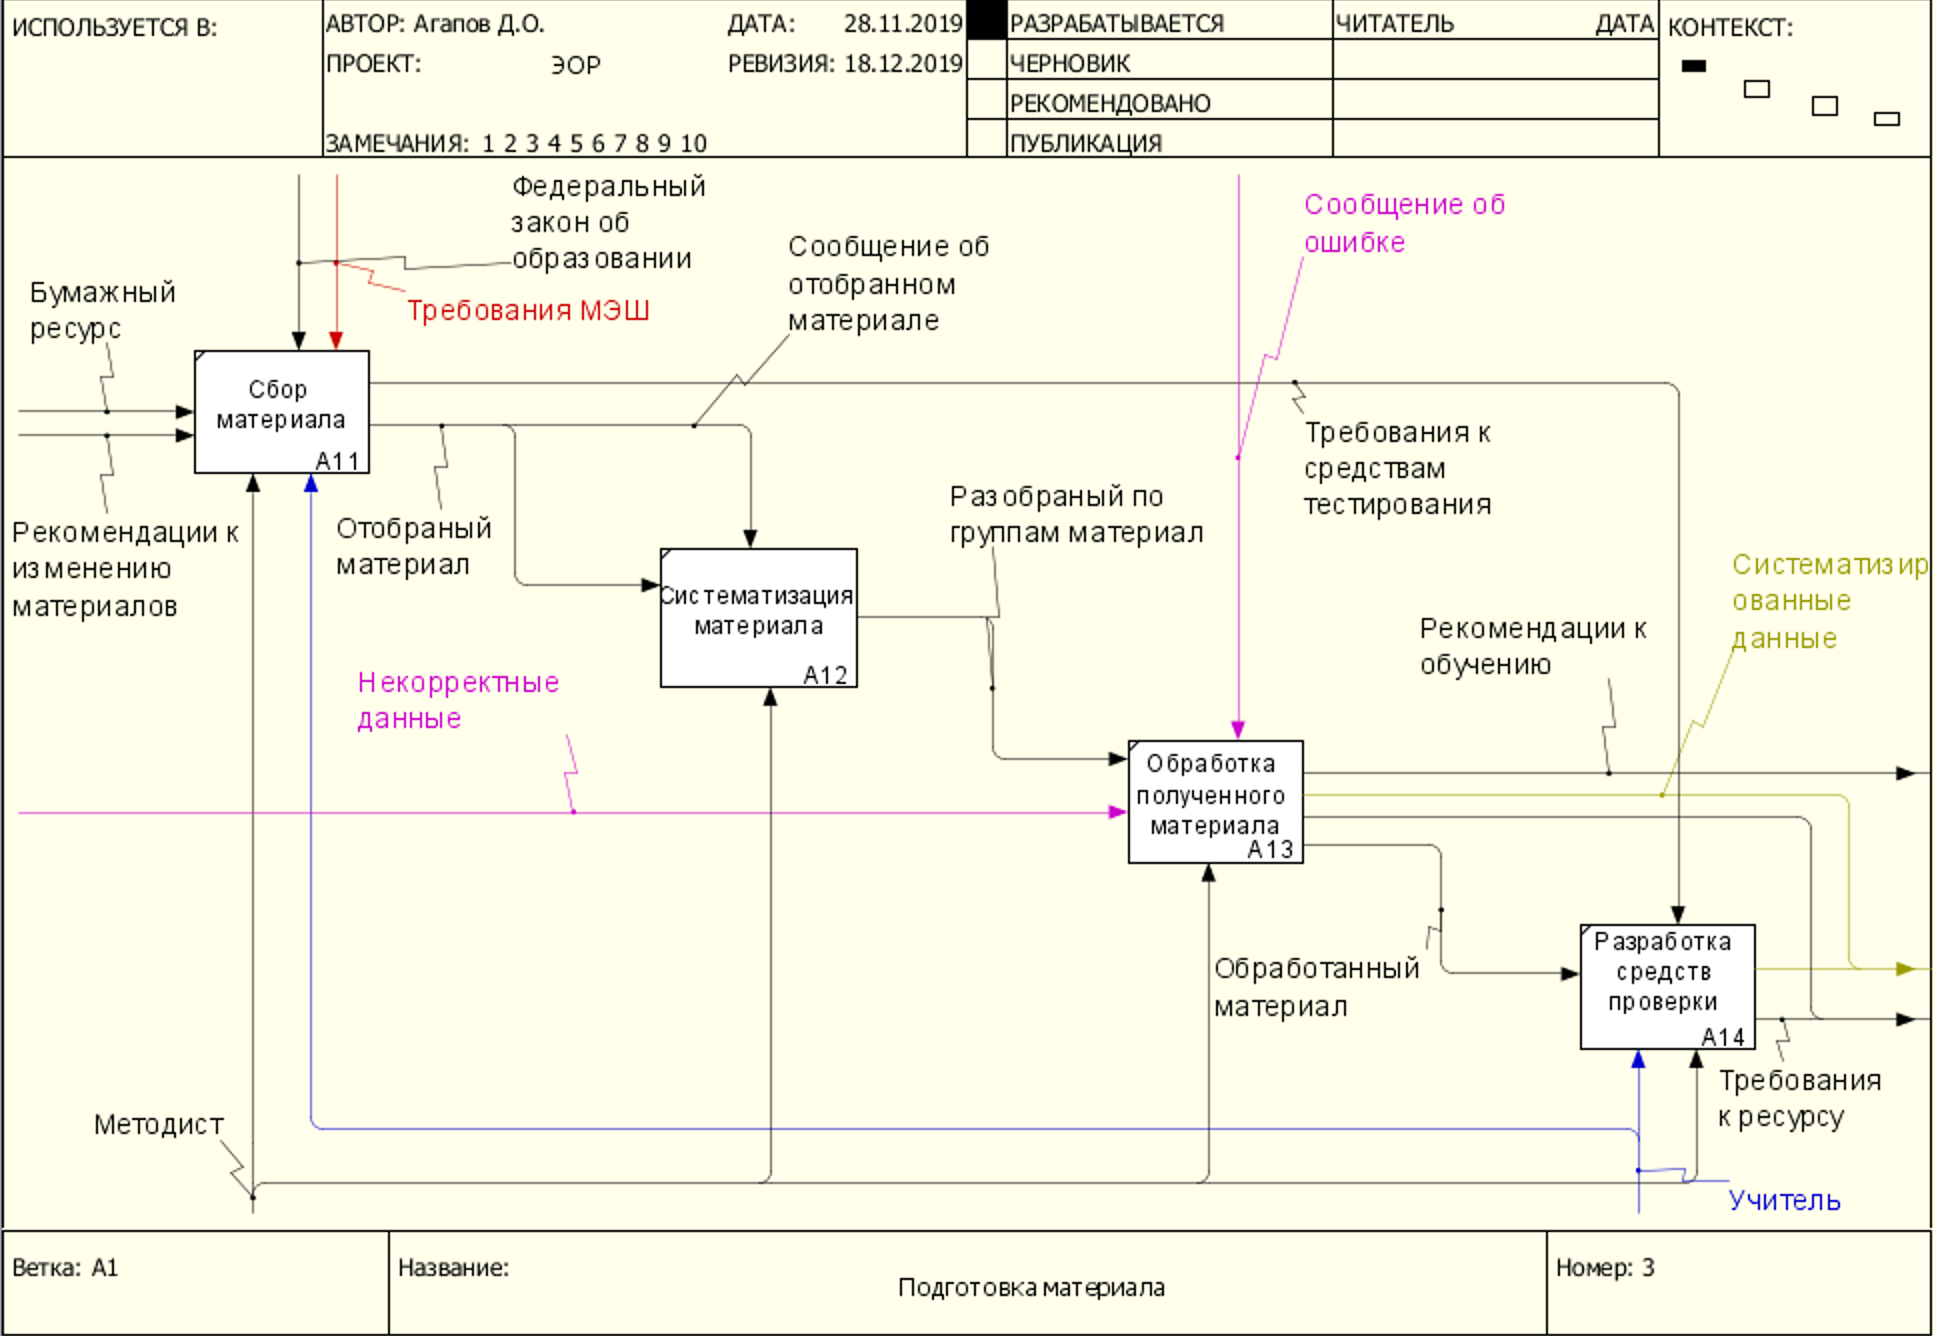 ИСПОЛЬЗУЕТСЯ В:
АВТОР: Агапов Д.О.
ДАТА: 28.11.2019
ПРОЕКТ: ЭОР
РЕВИЗИЯ: 18.12.2019
ЗАМЕЧАНИЯ: 1 2 3 4 5 6 7 8 9 10
РАЗРАБАТЫВАЕТСЯ
ЧЕРНОВИК
РЕКОМЕНДОВАНО
ПУБЛИКАЦИЯ
ЧИТАТЕЛЬ ДАТА
КОНТЕКСТ:
Федеральный
закон об
образовании
Требования МЭШ
Сообщение об
отобранном
материале
Сообщение об
ошибке
Бумажный
ресурс
Сбор
материала
A11
Рекомендации к
изменению
материалов
Отобраный
материал
Требования к
средствам
тестирования
Разобраный по
группам материал
Систематизация
материала
A12
Систематизир
ованные
данные
Рекомендации к
обучению
Некорректные
данные
Обработка
полученного
материала
A13
Обработанный
материал
Разработка
средств
проверки
A14
Требования
к ресурсу
Методист
Учитель
Ветка: A1
Название:
Подготовка материала
Номер: 3